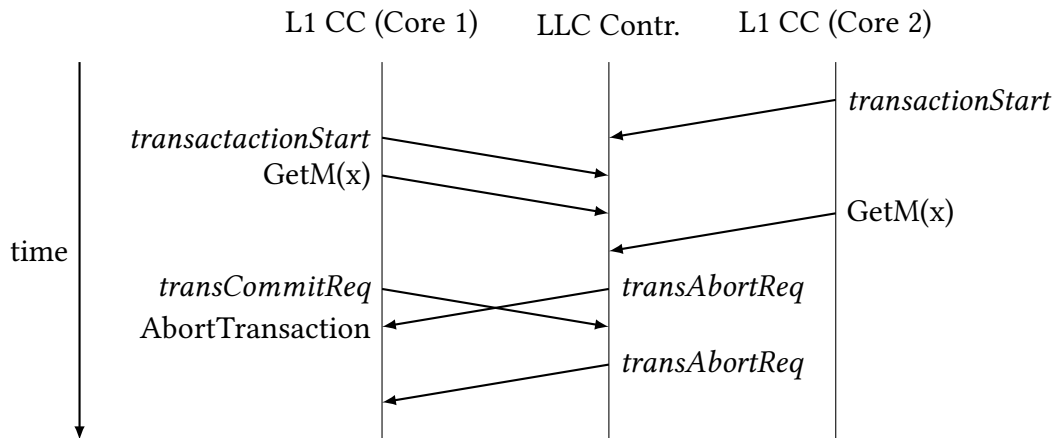 L1 CC (Core 1) LLC Contr. L1 CC (Core 2)
transactionStart
transactactionStart
GetM(x)
GetM(x)
time
transCommitReq transAbortReq
AbortTransaction
transAbortReq